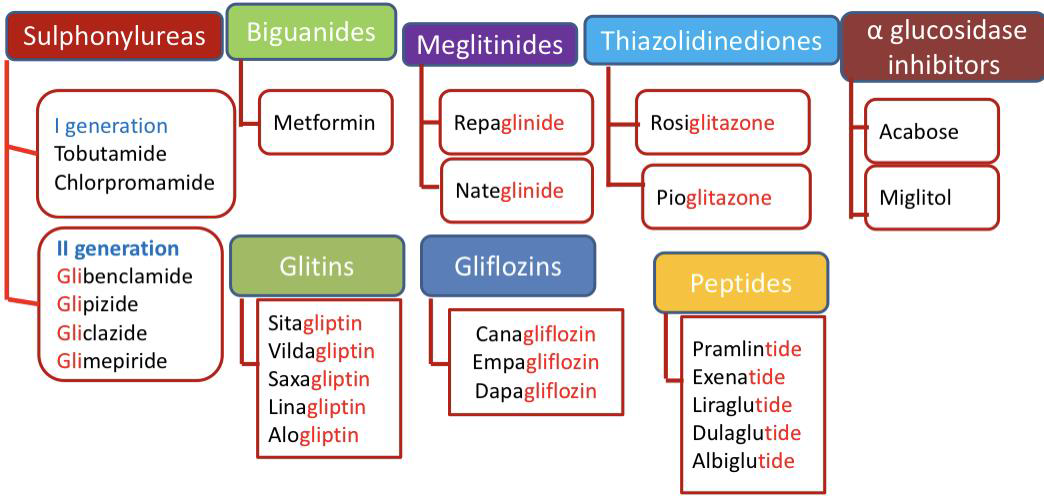 Sulphonylureas
I generation
Tobutamide
Chlorpromamide
II generation
Glibenclamide
Glipizide
Gliclazide
Glimepiride
Biguanides
Metformin
Meglitinides
Repaglinide
Nateglinide
Thiazolidinediones
Rosiglitazone
Pioglitazone
α glucosidase
inhibitors
Acabose
Miglitol
Glitins
Sitagliptin
Vildagliptin
Saxagliptin
Linagliptin
Alogliptin
Gliflozins
Canagliflozin
Empagliflozin
Dapagliflozin
Peptides
Pramlintide
Exenatide
Liraglutide
Dulaglutide
Albiglutide